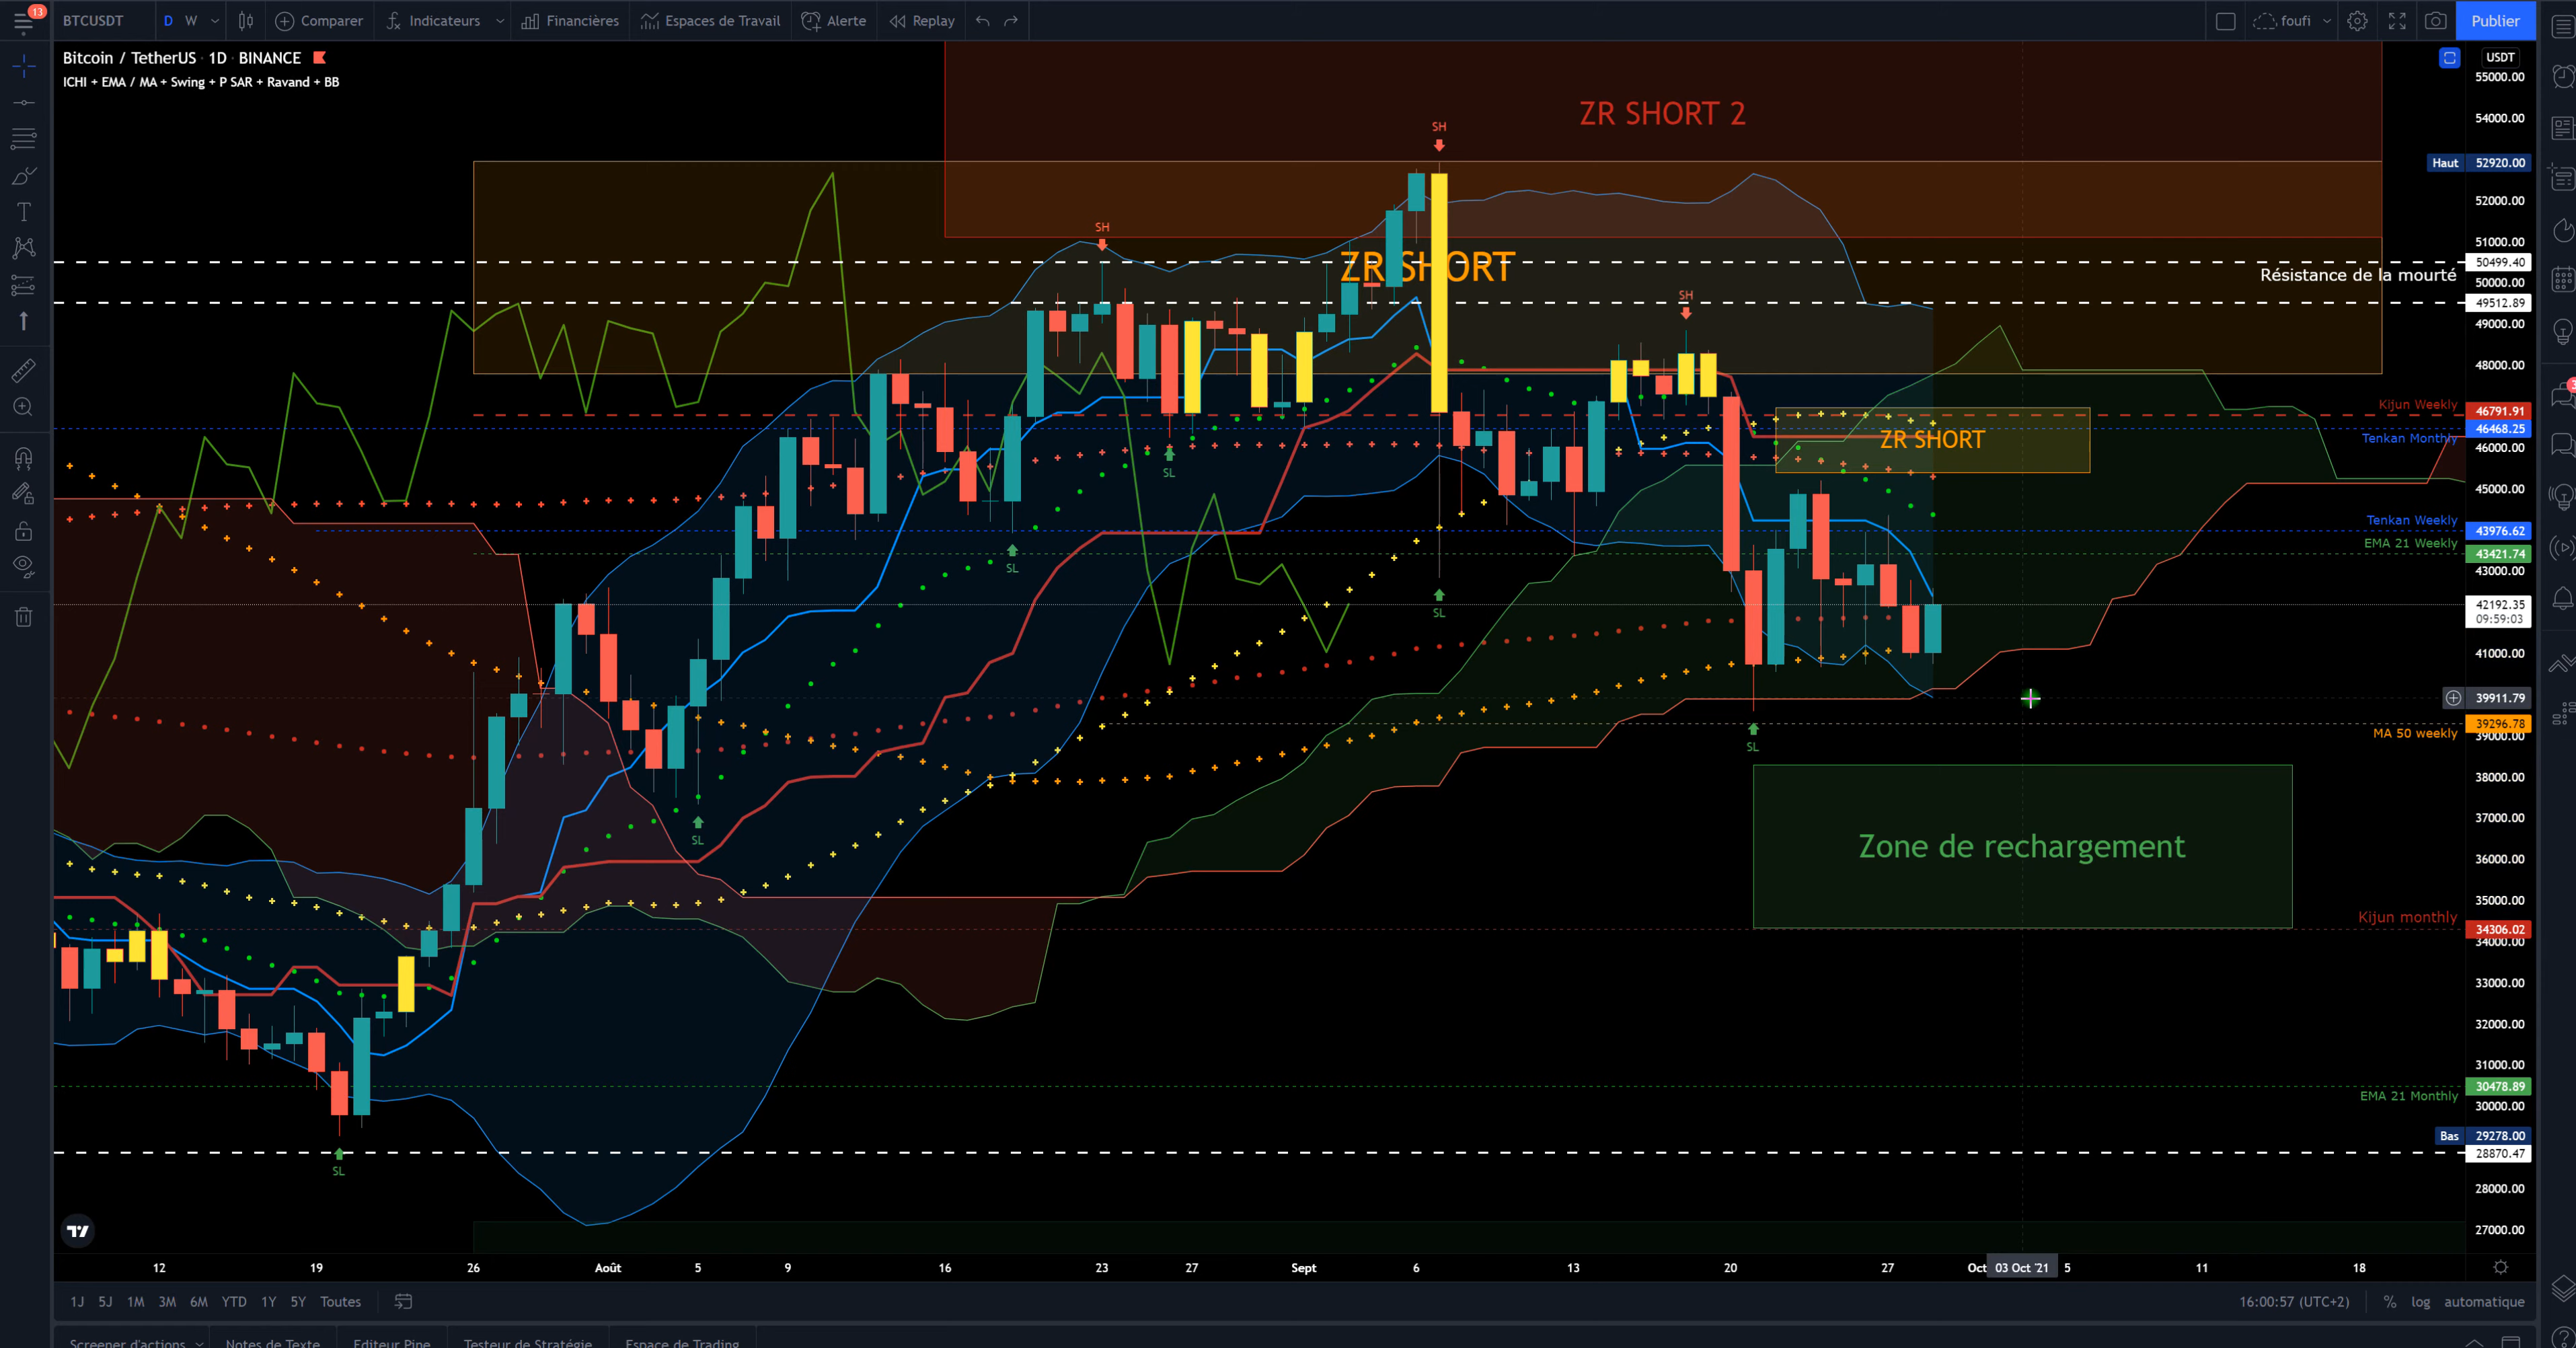 13
BTCUSDT
D W
Comparer
Indicateurs
Financières
Espaces de Travail
Alerte
Replay
foufi
Publier
Bitcoin / TetherUS · 1D · BINANCE
ICHI + EMA / MA + Swing + P SAR + Ravand + BB
USDT
55000.00
ZR SHORT 2
54000.00
SH
Haut 52920.00
52000.00
SH
51000.00
ZR SHORT
50499.40
Résistance de la mourté
50000.00
SH
49512.89
49000.00
48000.00
Kijun Weekly 46791.91
46468.25
Tenkan Monthly
ZR SHORT
46000.00
SL
45000.00
Tenkan Weekly
43976.62
EMA 21 Weekly
43421.74
SL
43000.00
42192.35
09:59:03
SL
41000.00
39911.79
39296.78
MA 50 weekly
39000.00
SL
38000.00
37000.00
SL
Zone de rechargement
36000.00
35000.00
Kijun monthly
34306.02
34000.00
33000.00
32000.00
31000.00
30478.89
EMA 21 Monthly
30000.00
Bas 29278.00
28870.47
SL
28000.00
27000.00
12 19 26 Août 5 9 16 23 27 Sept 6 13 20 27 Oct 03 Oct '21 5 11 18
1J 5J 1M 3M 6M YTD 1Y 5Y Toutes
16:00:57 (UTC+2) % log automatique
Screener d'actions Notes de Texte Editeur Pine Testeur de Stratégie Espace de Trading